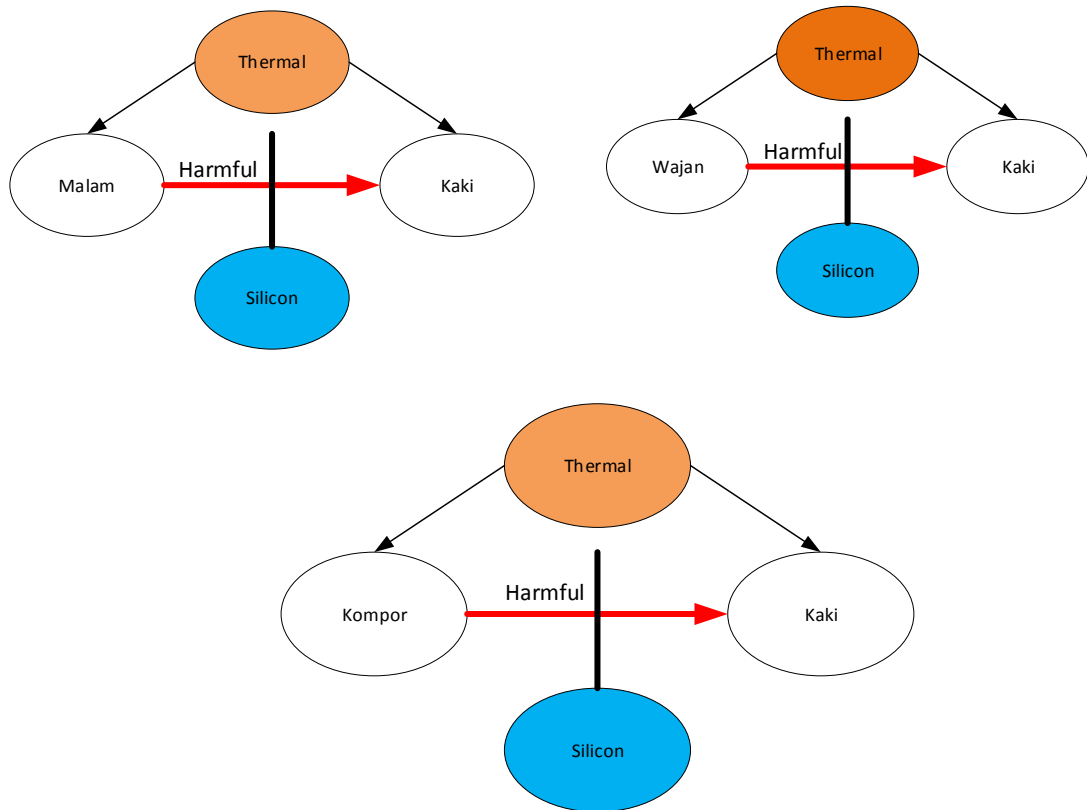 Thermal
Harmful
Malam
Kaki
Silicon
Thermal
Harmful
Wajan
Kaki
Silicon
Thermal
Harmful
Kompor
Kaki
Silicon